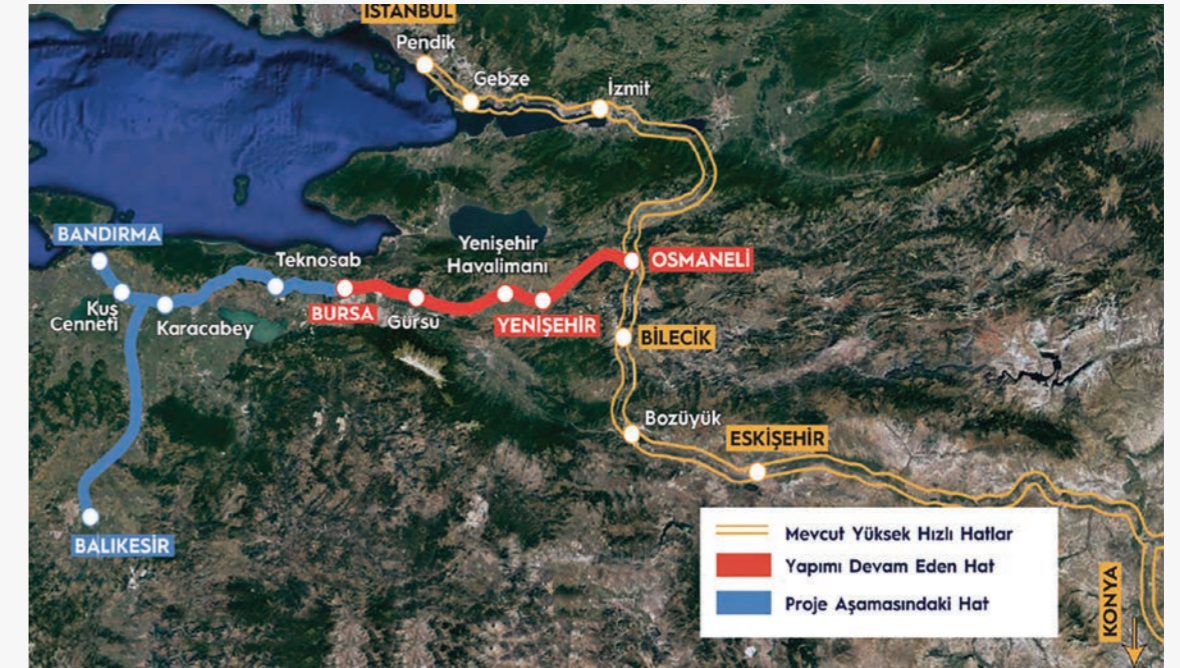 İSTANBUL
Pendik
Gebze
İzmit
BANDIRMA
Teknosab
Yenişehir
Havalimanı
OSMANELİ
Kuş
Cenneti
Karacabey
BURSA
Gürsu
YENİŞEHİR
BİLECİK
Bozüyük
ESKİŞEHİR
BALIKESİR
Mevcut Yüksek Hızlı Hatlar
Yapımı Devam Eden Hat
Proje Aşamasındaki Hat
KONYA